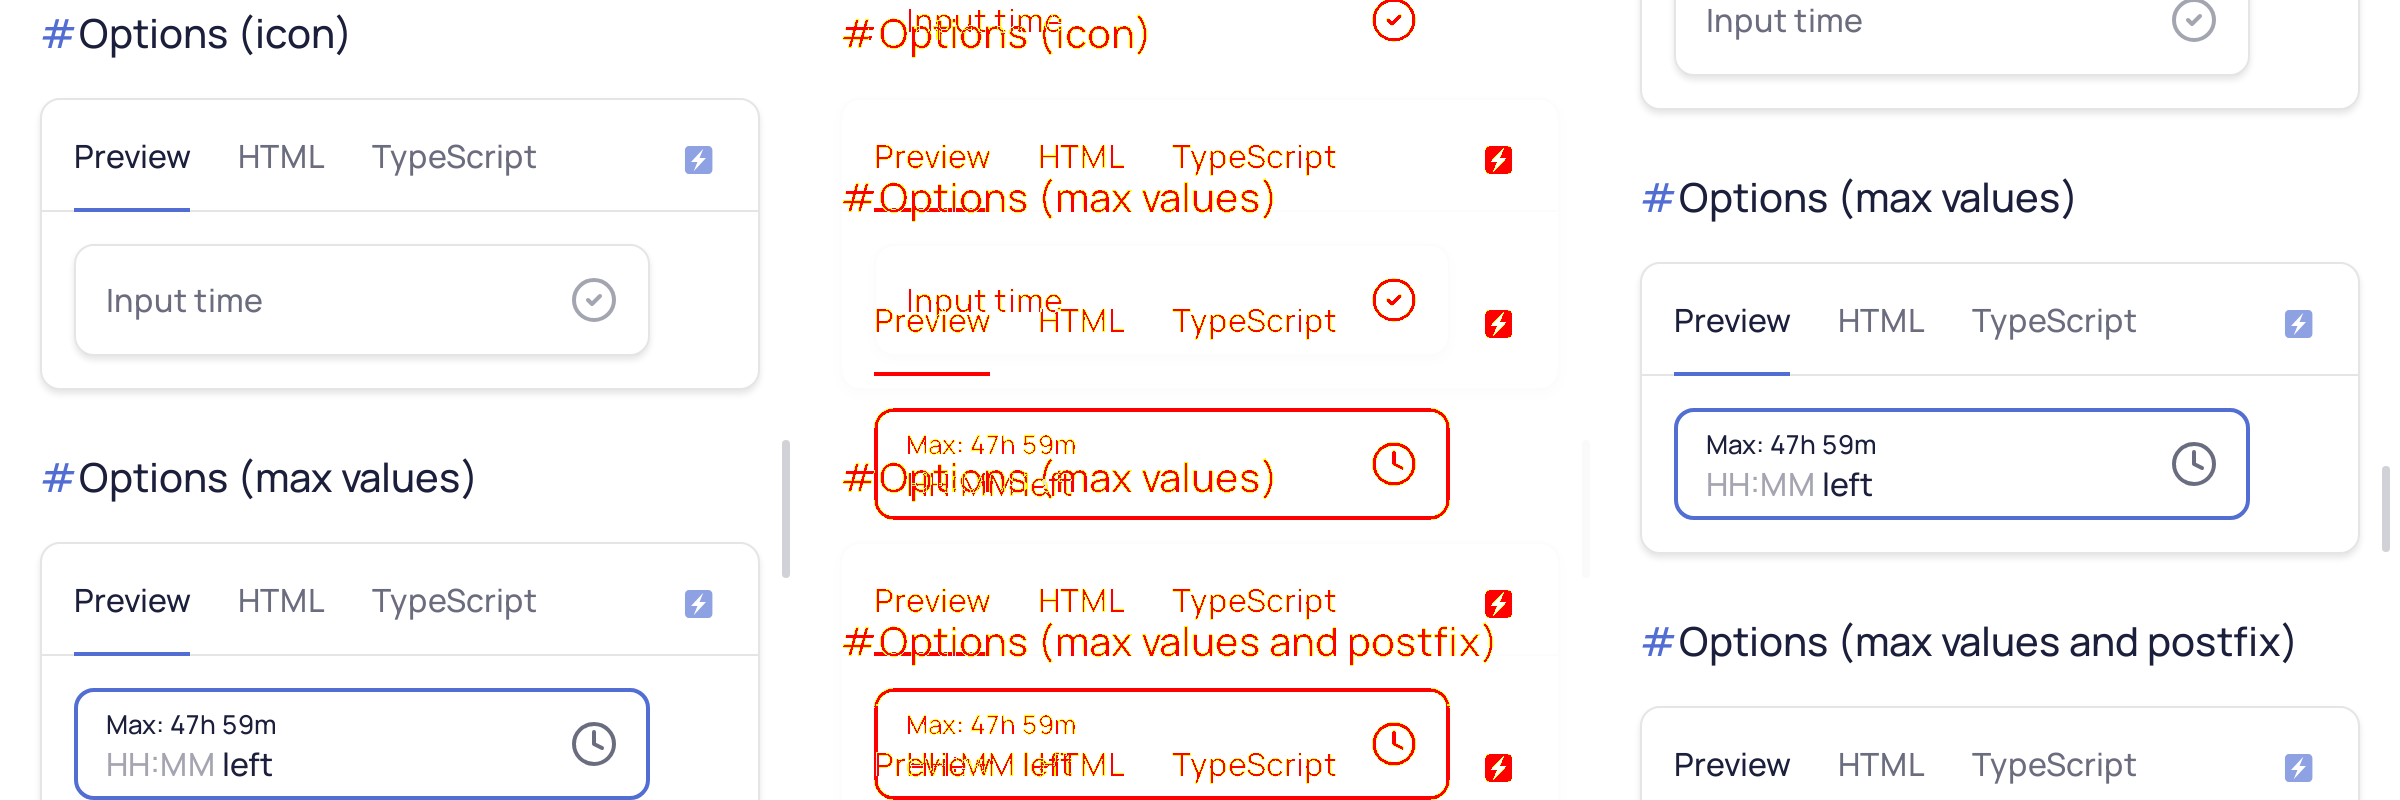 #Options (icon)
Preview HTML TypeScript
Input time
#Options (max values)
Preview HTML TypeScript
Max: 47h 59m
HH:MM left
Input time
#Options (icon)
Preview HTML TypeScript
#Options (max values)
Input time
Preview HTML TypeScript
Max: 47h 59m
#Options (max values)
HH:MM left
Preview HTML TypeScript
#Options (max values and postfix)
Max: 47h 59m
Preview HTML TypeScript
HH:MM left
Input time
#Options (max values)
Preview HTML TypeScript
Max: 47h 59m
HH:MM left
#Options (max values and postfix)
Preview HTML TypeScript